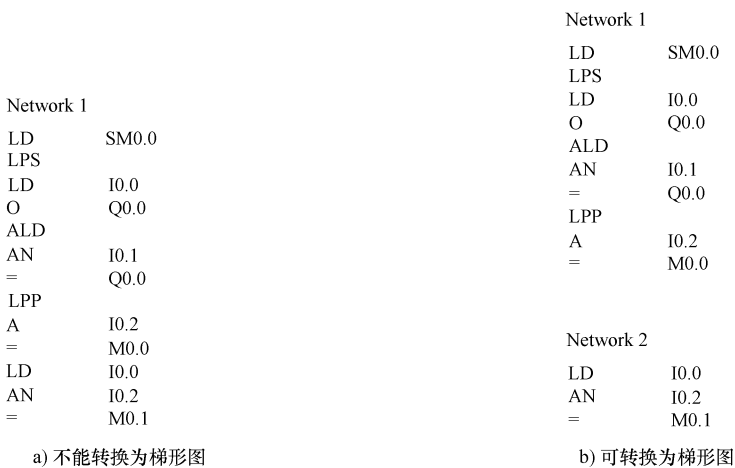 Network 1
LD SM0.0
LPS
LD I0.0
O Q0.0
ALD
AN I0.1
= Q0.0
LPP
A I0.2
= M0.0
LD I0.0
AN I0.2
= M0.1
a) 不能转换为梯形图
Network 1
LD SM0.0
LPS
LD I0.0
O Q0.0
ALD
AN I0.1
= Q0.0
LPP
A I0.2
= M0.0
Network 2
LD I0.0
AN I0.2
= M0.1
b) 可转换为梯形图